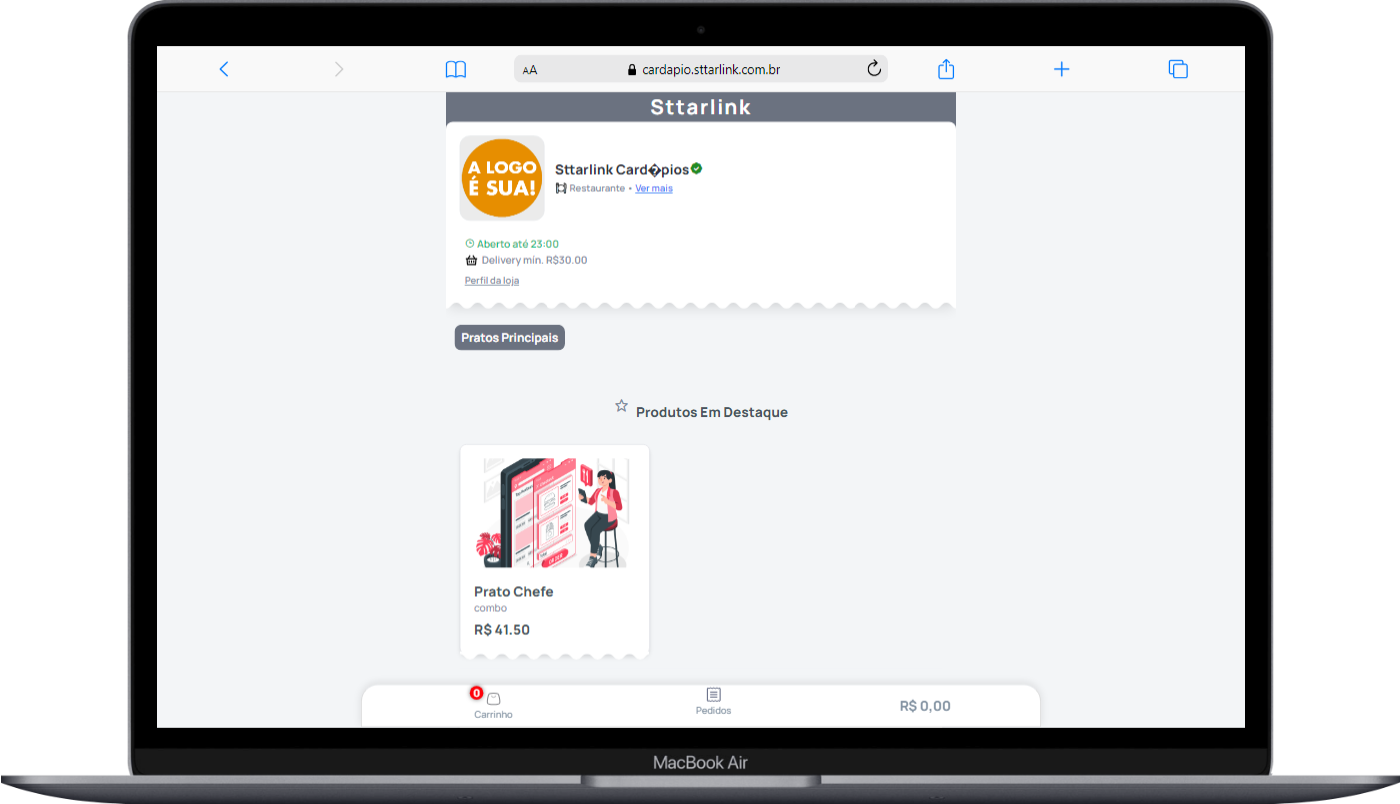 AA cardapio.sttarlink.com.br
Sttarlink
A LOGO
É SUA!
Sttarlink Card�pios
Restaurante • Ver mais
Aberto até 23:00
Delivery mín. R$30.00
Perfil da loja
Pratos Principais
Produtos Em Destaque
Prato Chefe
combo
R$ 41.50
0
Carrinho
Pedidos
R$ 0,00
MacBook Air